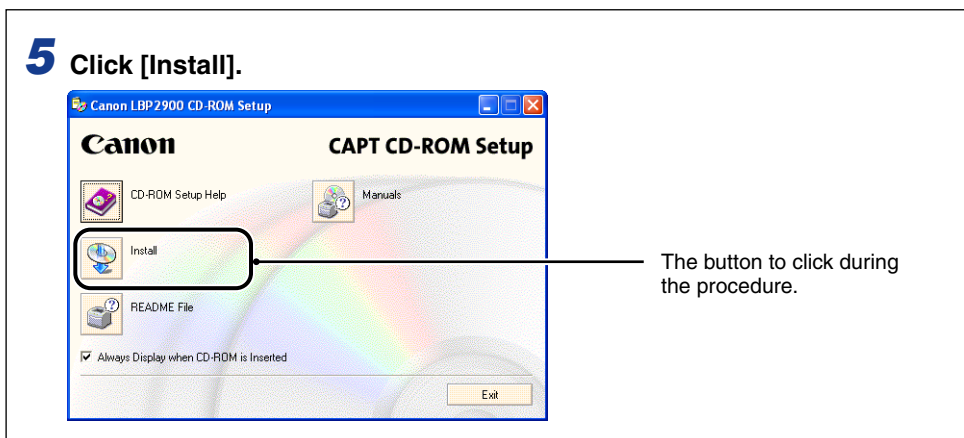 5 Click [Install].
Canon LBP2900 CD-ROM Setup
Canon CAPT CD-ROM Setup
CD-ROM Setup Help Manuals
Install
The button to click during
the procedure.
README File
Always Display when CD-ROM is Inserted
Exit